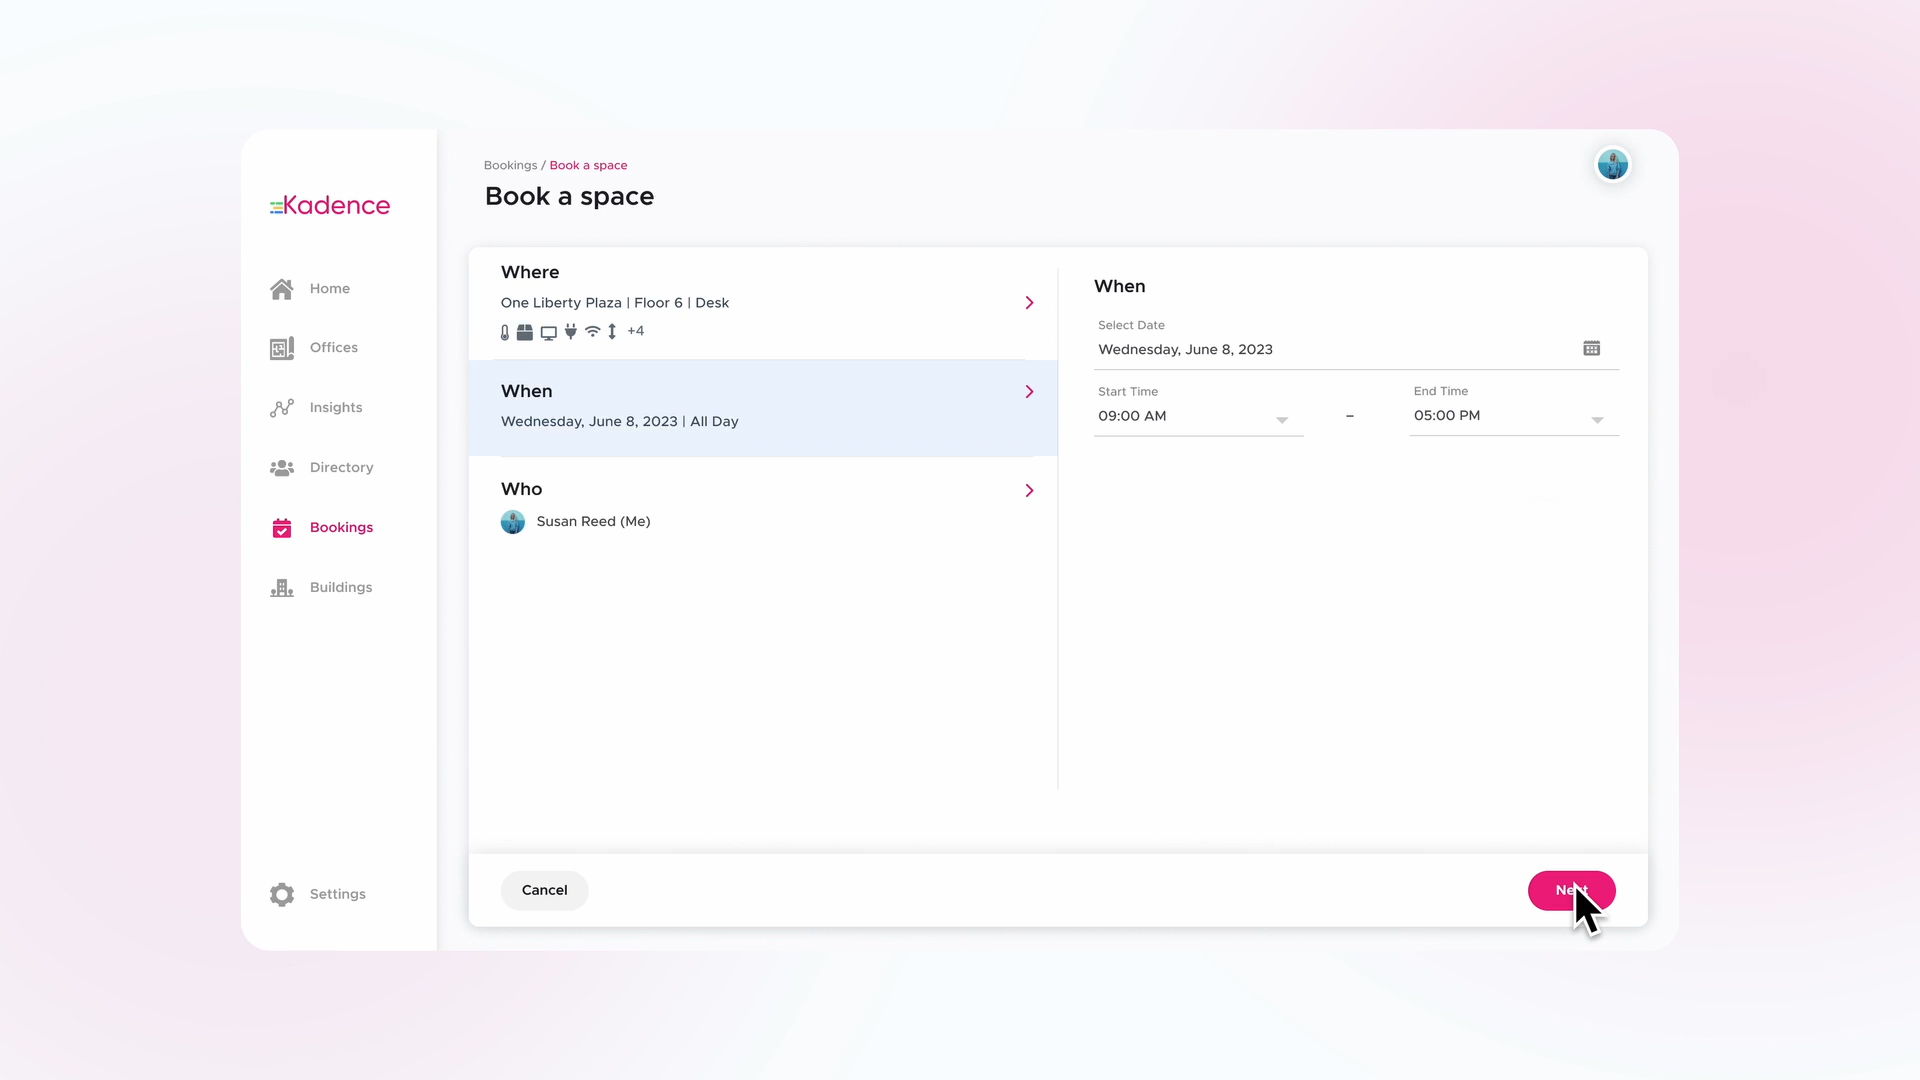 Kadence
Home
Offices
Insights
Directory
Bookings
Buildings
Settings
Bookings / Book a space
Book a space
Where
One Liberty Plaza | Floor 6 | Desk
+4
When
Wednesday, June 8, 2023 | All Day
Who
Susan Reed (Me)
When
Select Date
Wednesday, June 8, 2023
Start Time
End Time
09:00 AM
–
05:00 PM
Cancel